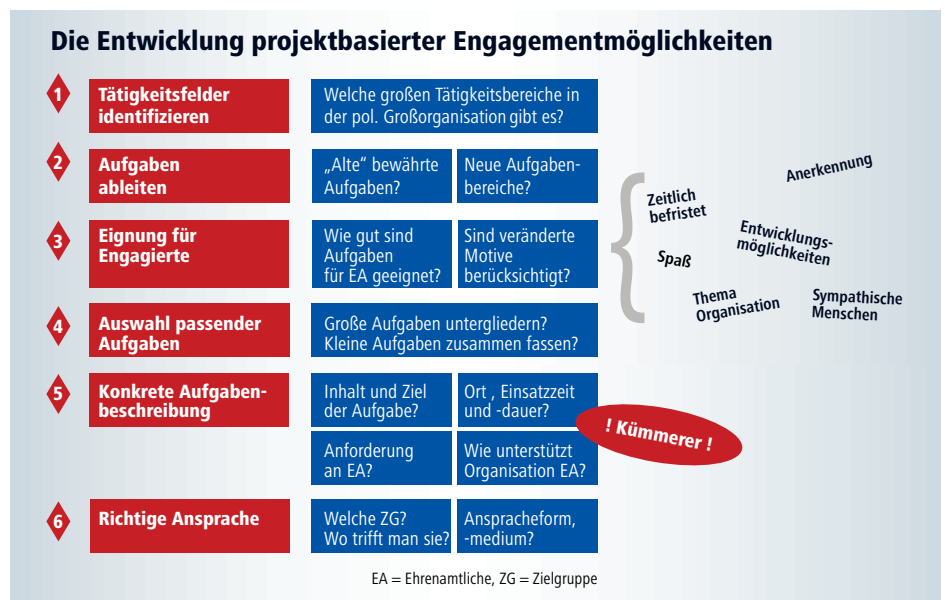 Die Entwicklung projektbasierter Engagementmöglichkeiten
1
Tätigkeitsfelder
identifizieren
Welche großen Tätigkeitsbereiche in
der pol. Großorganisation gibt es?
2
Aufgaben
ableiten
„Alte“ bewährte
Aufgaben?
Neue Aufgaben-
bereiche?
3
Eignung für
Engagierte
Wie gut sind
Aufgaben
für EA geeignet?
Sind veränderte
Motive
berücksichtigt?
Anerkennung
Zeitlich
befristet
Entwicklungs-
möglichkeiten
Spaß
Thema
Organisation
Sympathische
Menschen
4
Auswahl passender
Aufgaben
Große Aufgaben untergliedern?
Kleine Aufgaben zusammen fassen?
5
Konkrete Aufgaben-
beschreibung
Inhalt und Ziel
der Aufgabe?
Ort , Einsatzzeit
und -dauer?
Anforderung
an EA?
Wie unterstützt
Organisation EA?
! Kümmerer !
6
Richtige Ansprache
Welche ZG?
Wo trifft man sie?
Anspracheform,
-medium?
EA = Ehrenamtliche, ZG = Zielgruppe